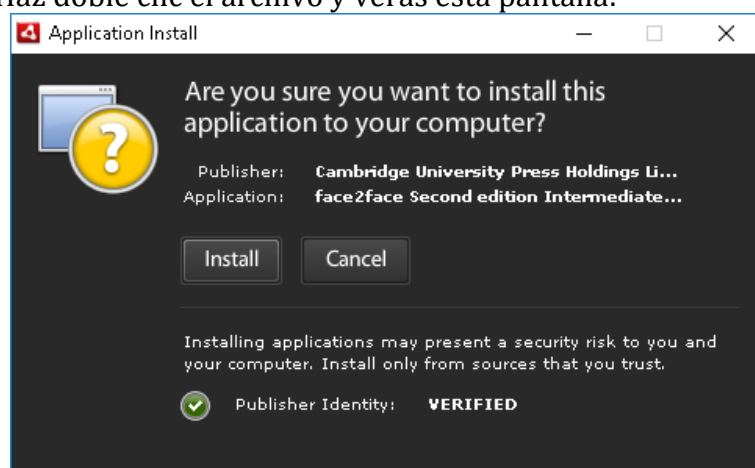 Haz doble clic el archivo y verás esta pantalla:
Application Install
Are you sure you want to install this
application to your computer?
Publisher: Cambridge University Press Holdings Li...
Application: face2face Second edition Intermediate...
Install Cancel
Installing applications may present a security risk to you and
your computer. Install only from sources that you trust.
Publisher Identity: VERIFIED